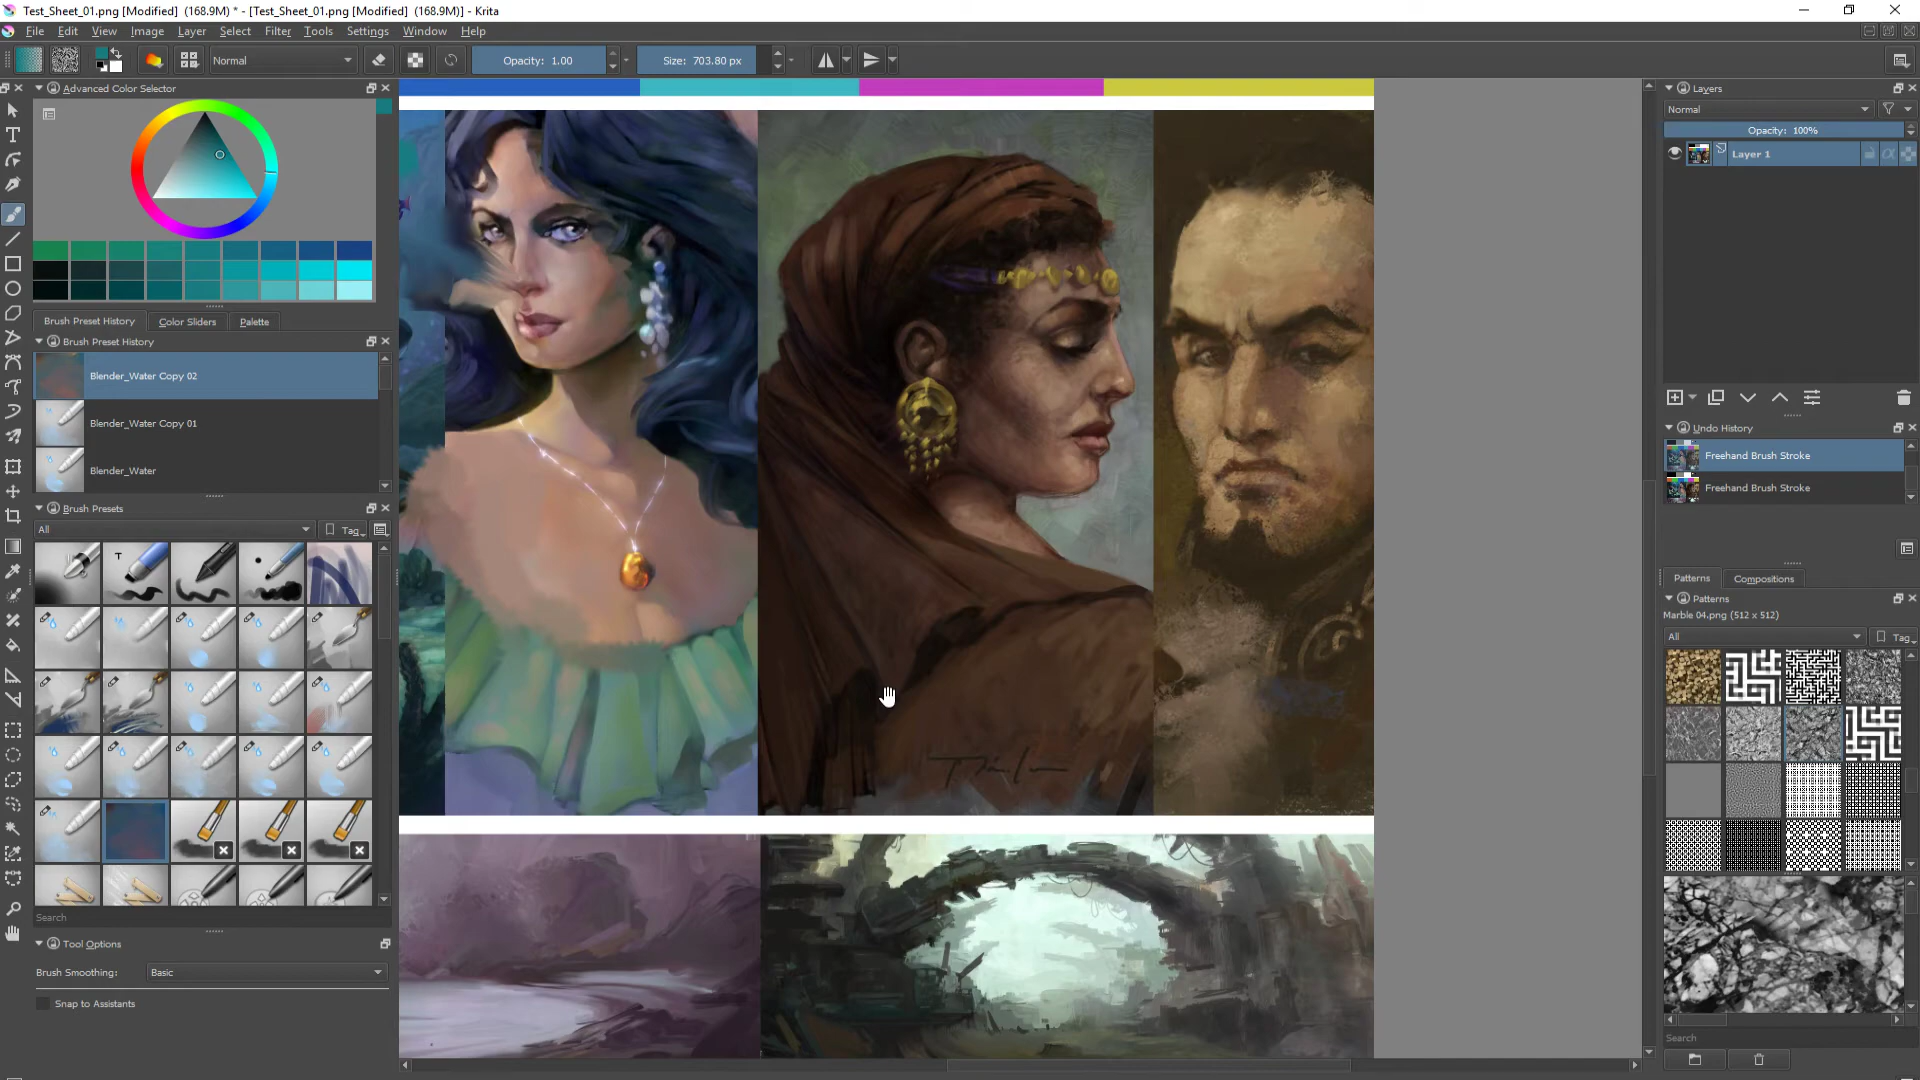 Test_Sheet_01.png [Modified]  (168.9M) * - [Test_Sheet_01.png [Modified]  (168.9M)] - Krita
File Edit View Image Layer Select Filter Tools Settings Window Help
Normal
Opacity: 1.00
Size: 703.80 px
Advanced Color Selector
Brush Preset History
Color Sliders
Palette
Brush Preset History
Blender_Water Copy 02
Blender_Water Copy 01
Blender_Water
Brush Presets
All
Tag
Search
Tool Options
Brush Smoothing:
Basic
Snap to Assistants
Layers
Normal
Opacity: 100%
Layer 1
Undo History
Freehand Brush Stroke
Freehand Brush Stroke
Patterns
Compositions
Patterns
Marble 04.png (512 x 512)
All
Tag
Search